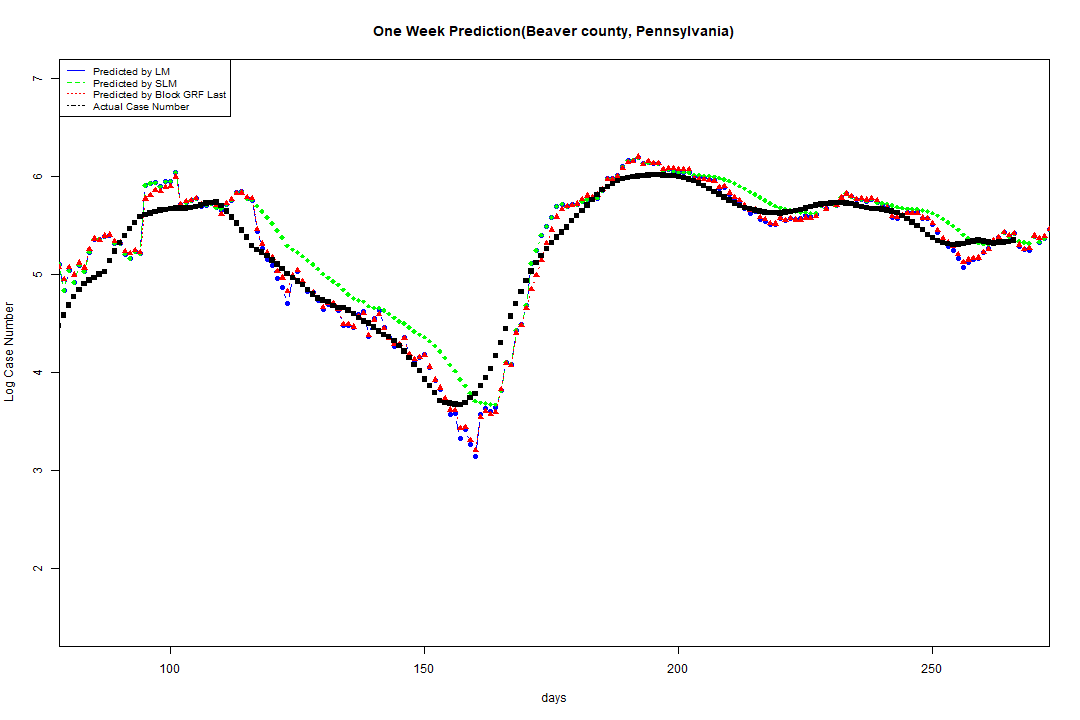 One Week Prediction(Beaver county, Pennsylvania)
Predicted by LM
Predicted by SLM
Predicted by Block GRF Last
Actual Case Number
7
6
5
4
3
2
Log Case Number
100
150
200
250
days